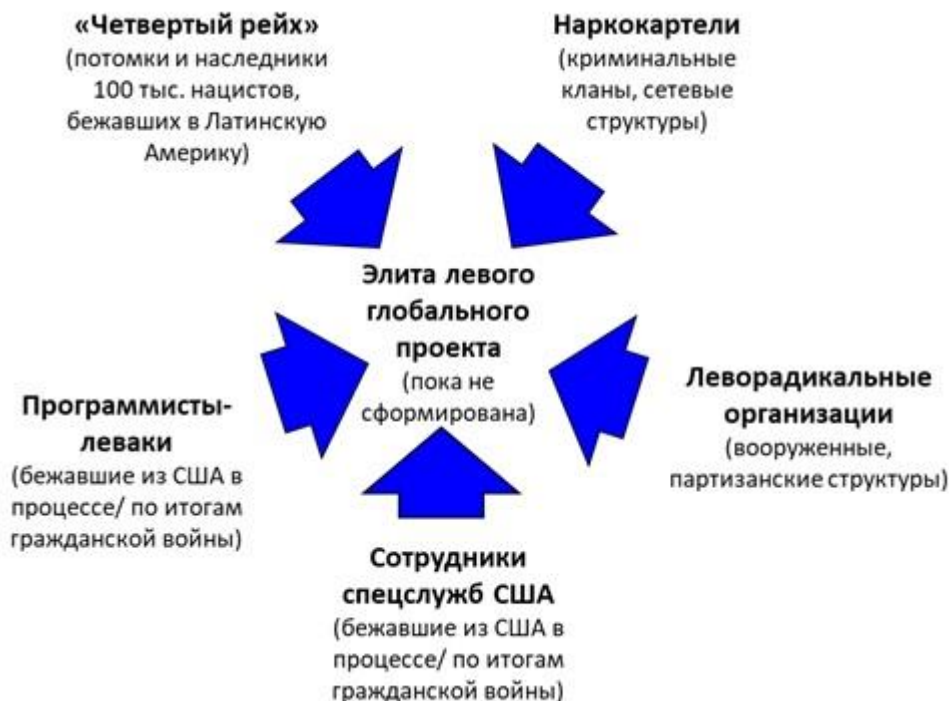 «Четвертый рейх»
(потомки и наследники
100 тыс. нацистов,
бежавших в Латинскую
Америку)
Наркокартели
(криминальные
кланы, сетевые
структуры)
Элита левого
глобального
проекта
(пока не
сформирована)
Программисты-
леваки
(бежавшие из США в
процессе/ по итогам
гражданской войны)
Леворадикальные
организации
(вооруженные,
партизанские структуры)
Сотрудники
спецслужб США
(бежавшие из США в
процессе/ по итогам
гражданской войны)